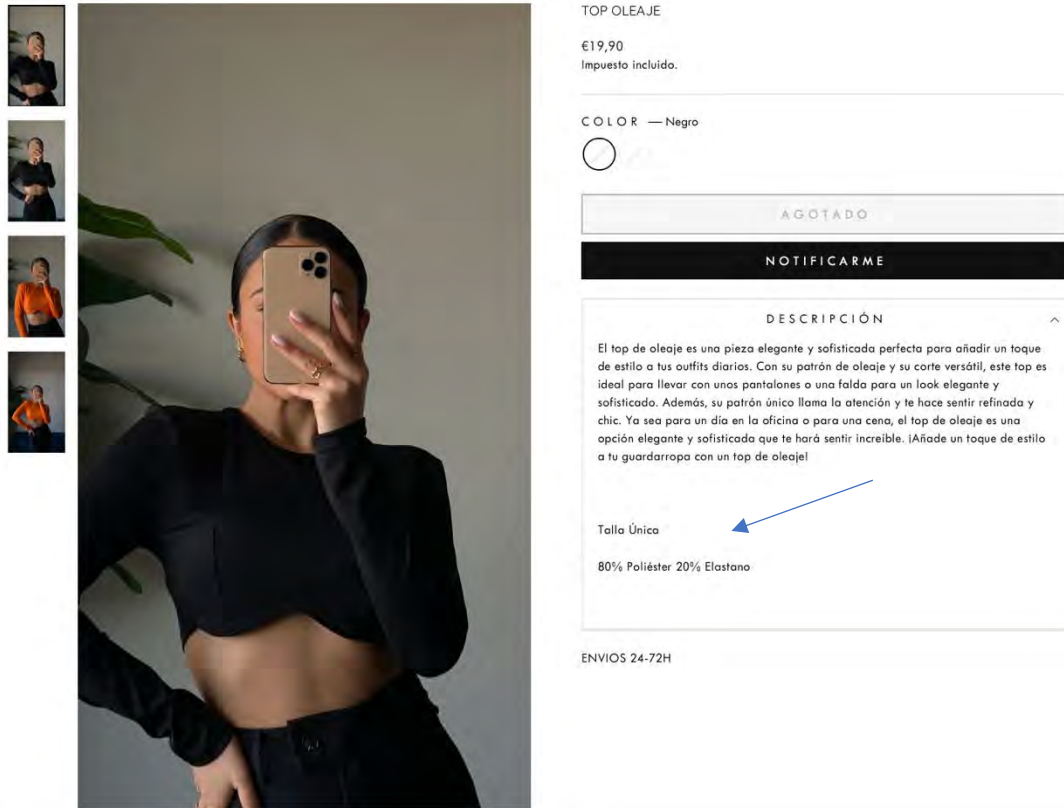 TOP OLEAJE
€19,90
Impuesto incluido.
COLOR — Negro
AGOTADO
NOTIFICARME
DESCRIPCIÓN
El top de oleaje es una pieza elegante y sofisticada perfecta para añadir un toque
de estilo a tus outfits diarios. Con su patrón de oleaje y su corte versátil, este top es
ideal para llevar con unos pantalones o una falda para un look elegante y
sofisticado. Además, su patrón único llama la atención y te hace sentir refinada y
chic. Ya sea para un día en la oficina o para una cena, el top de oleaje es una
opción elegante y sofisticada que te hará sentir increíble. ¡Añade un toque de estilo
a tu guardarropa con un top de oleaje!
Talla Única
80% Poliéster 20% Elastano
ENVIOS 24-72H